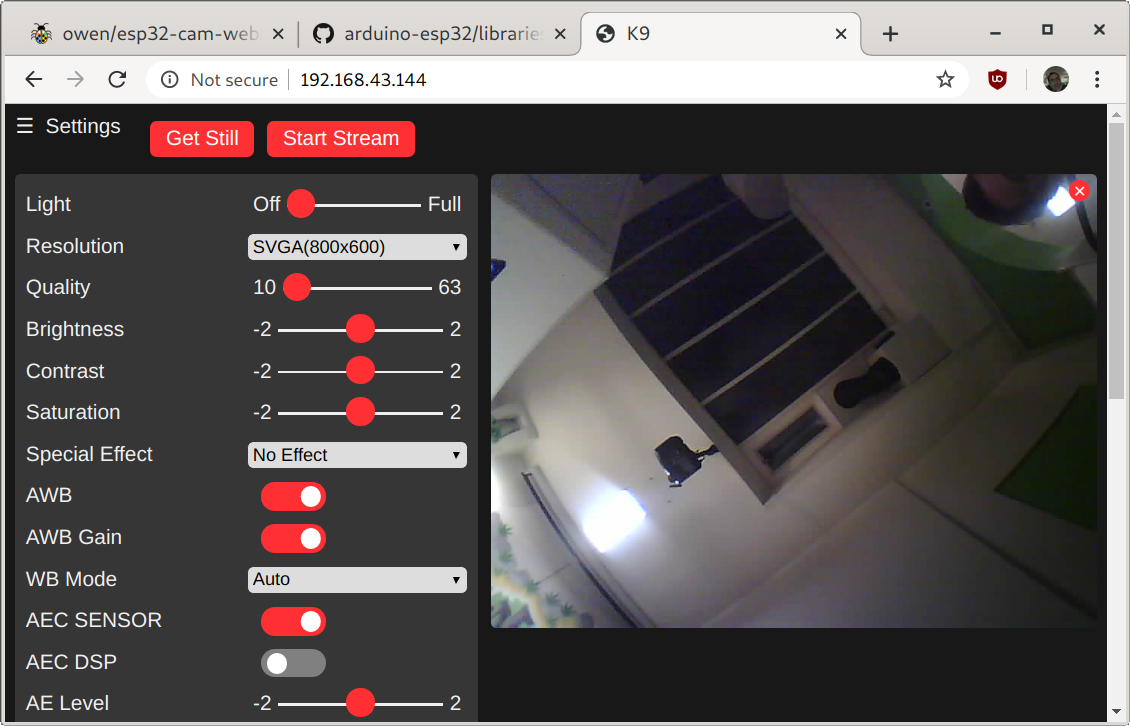 owen/esp32-cam-web
arduino-esp32/libraries
K9
Not secure 192.168.43.144
☰ Settings Get Still Start Stream
Light Off Full
Resolution SVGA(800x600)
Quality 10 63
Brightness -2 2
Contrast -2 2
Saturation -2 2
Special Effect No Effect
AWB
AWB Gain
WB Mode Auto
AEC SENSOR
AEC DSP
AE Level -2 2